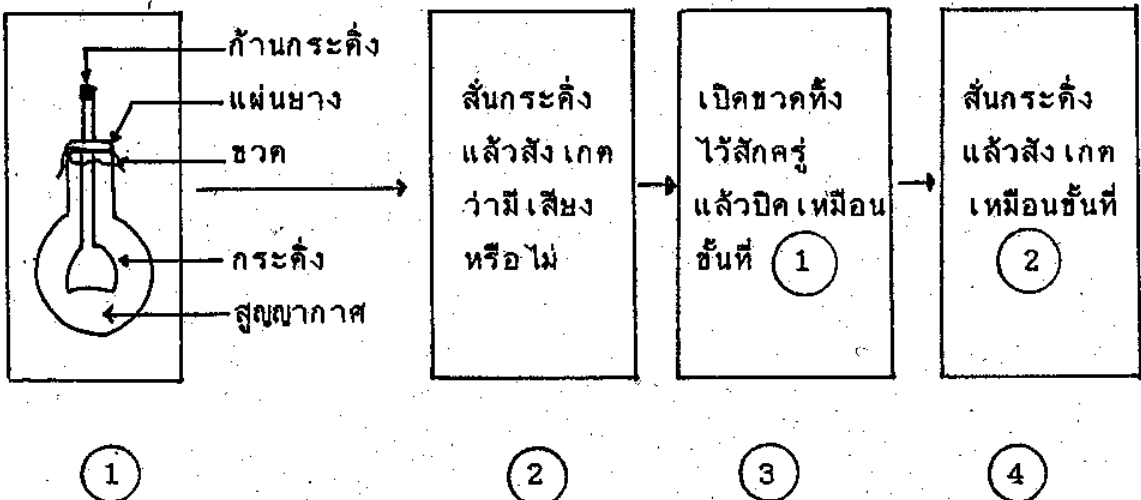 ก้านกระดิ่ง
แผ่นยาง
ขวด
กระดิ่ง
สูญญากาศ
สั่นกระดิ่ง
แล้วสังเกต
ว่ามีเสียง
หรือไม่
เปิดขวดทิ้ง
ไว้สักครู่
แล้วปิดเหมือน
ขั้นที่ 1
สั่นกระดิ่ง
แล้วสังเกต
เหมือนขั้นที่
2
1
2
3
4